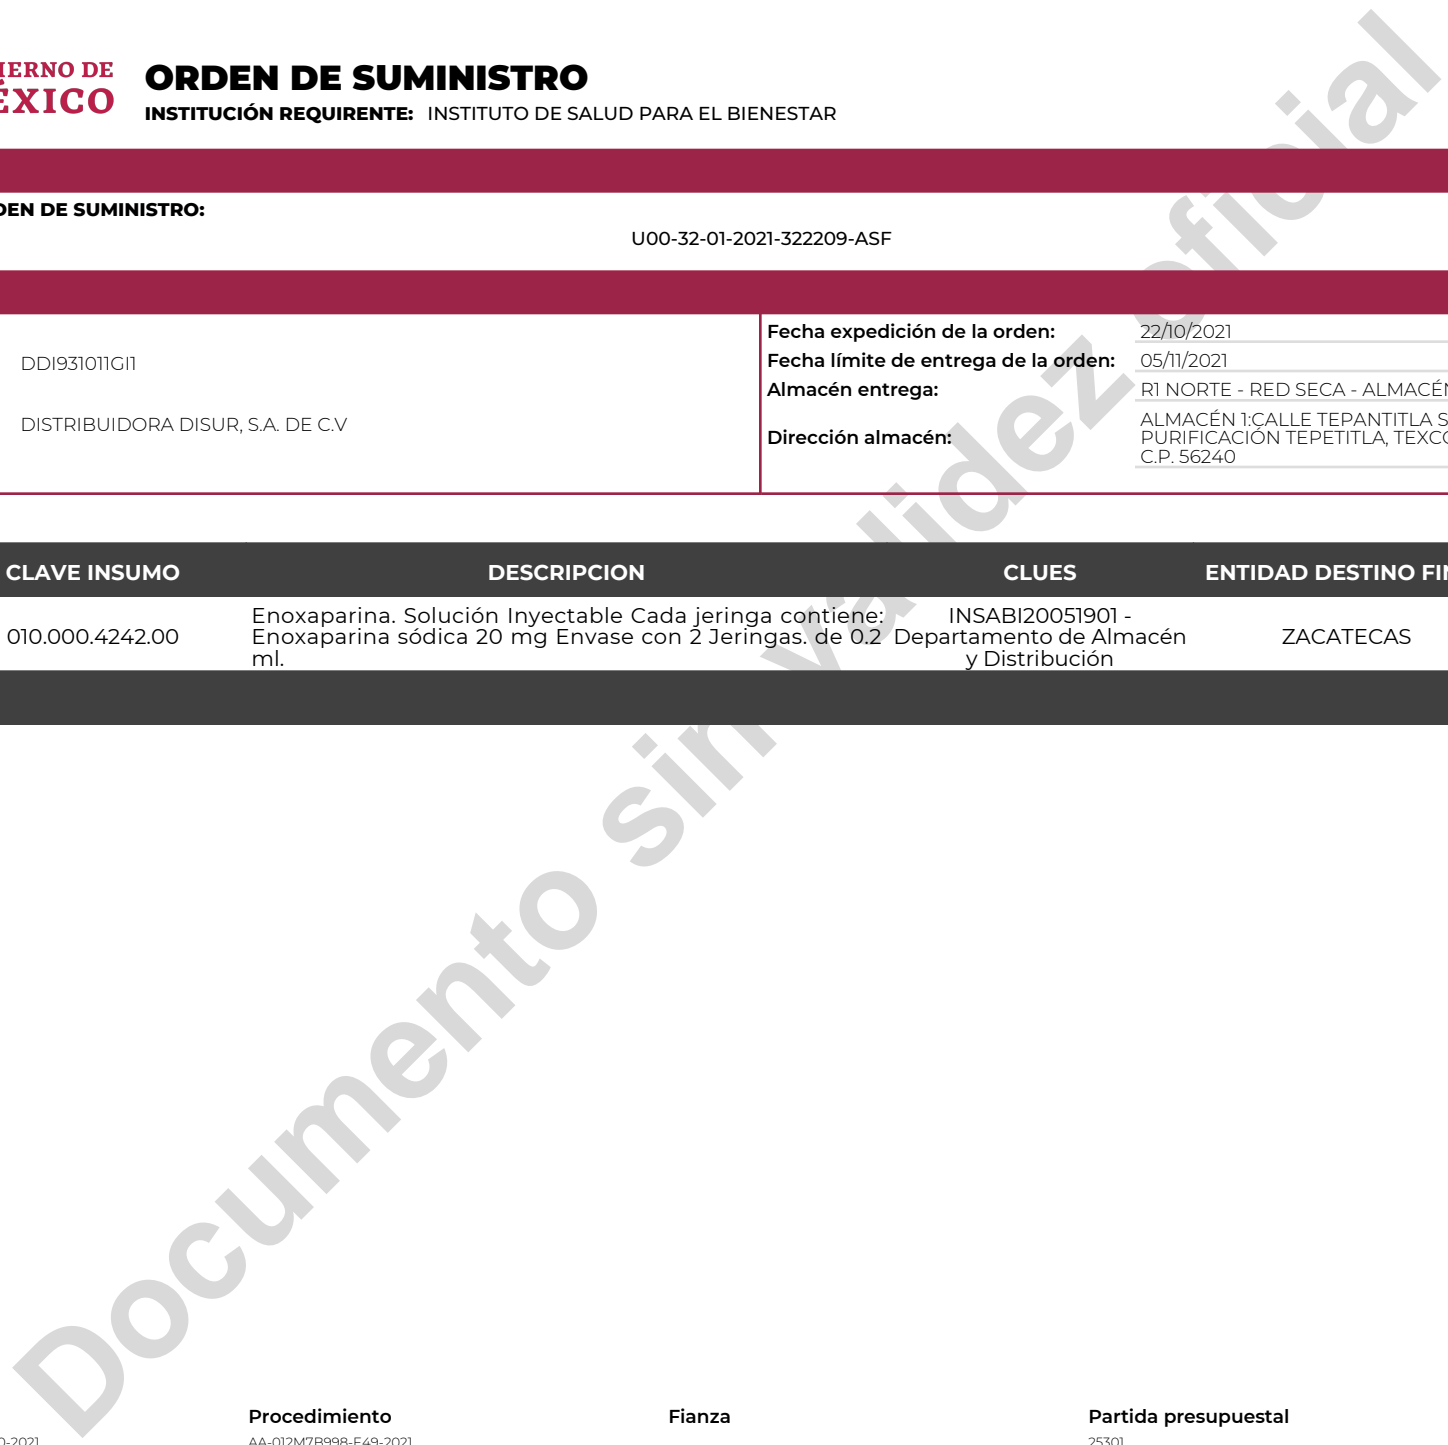 IERNO DE
ÉXICO
ORDEN DE SUMINISTRO
INSTITUCIÓN REQUIRENTE: INSTITUTO DE SALUD PARA EL BIENESTAR
DEN DE SUMINISTRO:
U00-32-01-2021-322209-ASF
DDI931011GI1
DISTRIBUIDORA DISUR, S.A. DE C.V
Fecha expedición de la orden: 22/10/2021
Fecha límite de entrega de la orden: 05/11/2021
Almacén entrega: R1 NORTE - RED SECA - ALMACÉN
Dirección almacén:
ALMACÉN 1:CALLE TEPANTITLA S
PURIFICACIÓN TEPETITLA, TEXCO
C.P. 56240
CLAVE INSUMO DESCRIPCION CLUES ENTIDAD DESTINO FIN
010.000.4242.00
Enoxaparina. Solución Inyectable Cada jeringa contiene:
Enoxaparina sódica 20 mg Envase con 2 Jeringas. de 0.2
ml.
INSABI20051901 -
Departamento de Almacén
y Distribución
ZACATECAS
Documento sin validez oficial
Procedimiento Fianza Partida presupuestal
0-2021 AA-012M7B998-E49-2021 25301